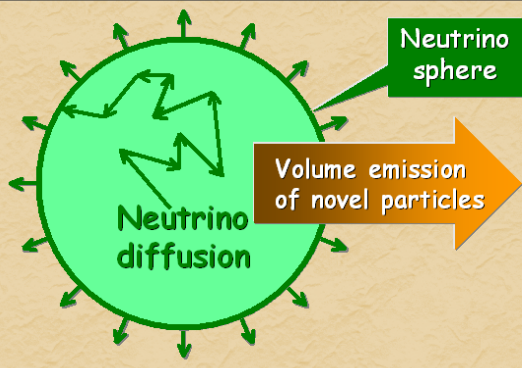 Neutrino
sphere
Volume emission
of novel particles
Neutrino
diffusion